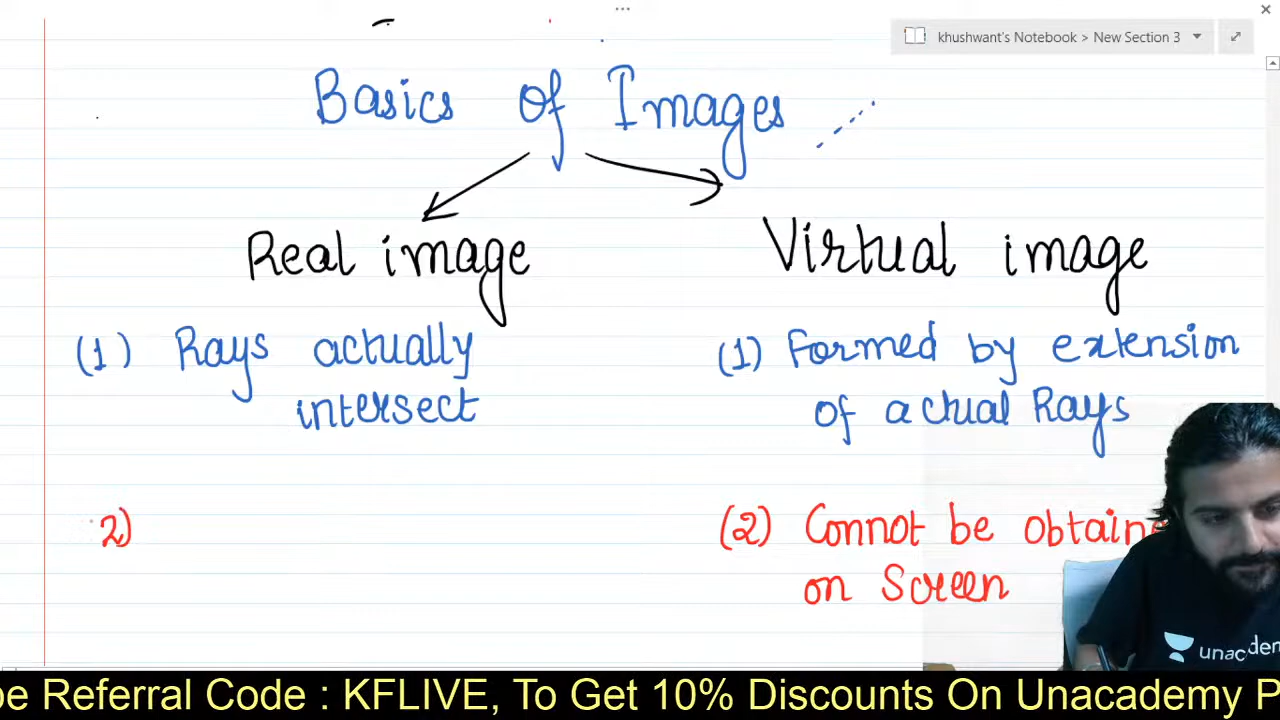 khushwant's Notebook > New Section 3
Basics of Images
Real image
Virtual image
(1) Rays actually
intersect
(1) Formed by extension
of actual Rays
2)
(2) Connot be obtaine
on Screen
unacadem
be Referral Code : KFLIVE, To Get 10% Discounts On Unacademy P